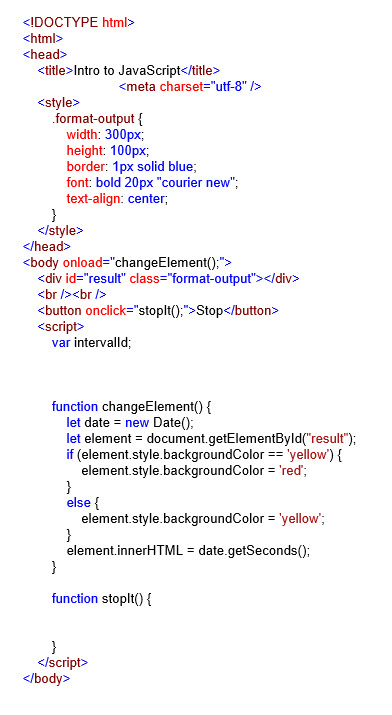 <!DOCTYPE html>
<html>
<head>
    <title>Intro to JavaScript</title>
                          <meta charset="utf-8" />
    <style>
        .format-output {
            width: 300px;
            height: 100px;
            border: 1px solid blue;
            font: bold 20px "courier new";
            text-align: center;
        }
    </style>
</head>
<body onload="changeElement();">
    <div id="result" class="format-output"></div>
    <br /><br />
    <button onclick="stopIt();">Stop</button>
    <script>
        var intervalId;

        function changeElement() {
            let date = new Date();
            let element = document.getElementById("result");
            if (element.style.backgroundColor == 'yellow') {
                element.style.backgroundColor = 'red';
            }
            else {
                element.style.backgroundColor = 'yellow';
            }
            element.innerHTML = date.getSeconds();
        }

        function stopIt() {

        }
    </script>
</body>